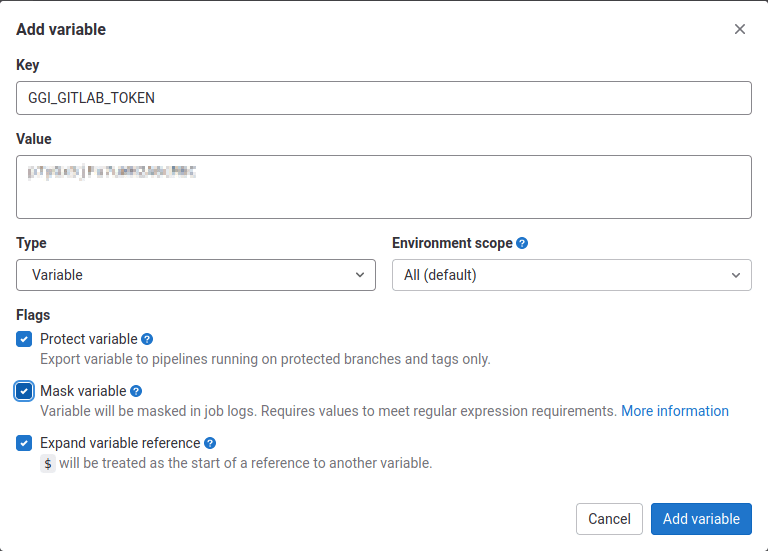 Add variable
Key
GGI_GITLAB_TOKEN
Value
Type
Environment scope
Variable
All (default)
Flags
Protect variable
Export variable to pipelines running on protected branches and tags only.
Mask variable
Variable will be masked in job logs. Requires values to meet regular expression requirements. More information
Expand variable reference
$ will be treated as the start of a reference to another variable.
Cancel
Add variable